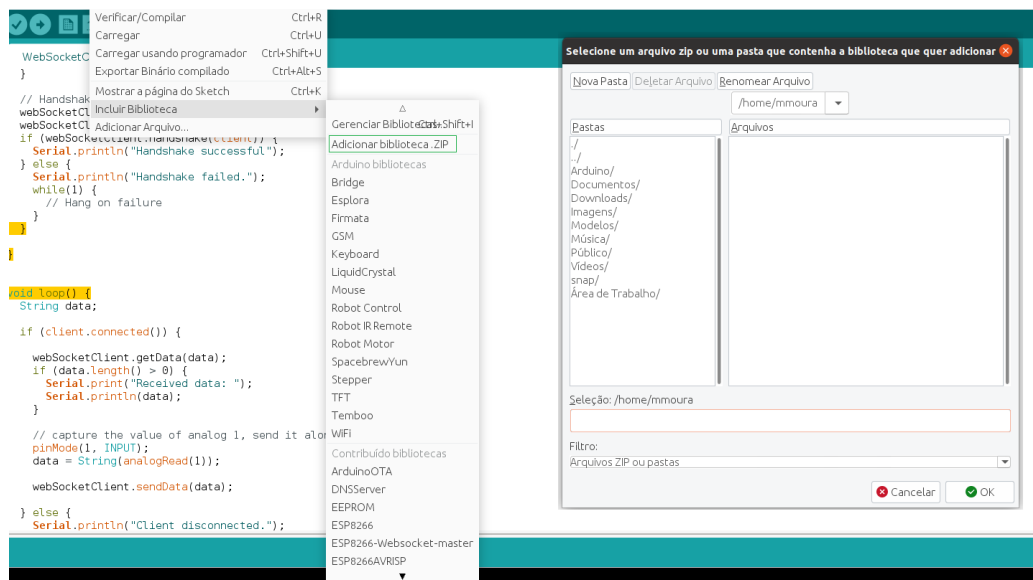 Verificar/Compilar Ctrl+R
Carregar Ctrl+U
Carregar usando programador Ctrl+Shift+U
Exportar Binário compilado Ctrl+Alt+S
Mostrar a página do Sketch Ctrl+K
Incluir Biblioteca
Adicionar Arquivo...
Gerenciar Bibliotecas Ctrl+Shift+I
Adicionar biblioteca .ZIP
Arduino bibliotecas
Bridge
Esplora
Firmata
GSM
Keyboard
LiquidCrystal
Mouse
Robot Control
Robot IR Remote
Robot Motor
SpacebrewYun
Stepper
TFT
Temboo
WiFi
Contribuído bibliotecas
ArduinoOTA
DNSServer
EEPROM
ESP8266
ESP8266-Websocket-master
ESP8266AVRISP
WebSocketC
}
// Handshak
webSocketCl
webSocketCl
if (webSocketClient.handshake(client)) {
Serial.println("Handshake successful");
} else {
Serial.println("Handshake failed.");
while(1) {
// Hang on failure
}
}
}
void loop() {
String data;
if (client.connected()) {
webSocketClient.getData(data);
if (data.length() > 0) {
Serial.print("Received data: ");
Serial.println(data);
}
// capture the value of analog 1, send it alon
pinMode(1, INPUT);
data = String(analogRead(1));
webSocketClient.sendData(data);
} else {
Serial.println("Client disconnected.");
Selecione um arquivo zip ou uma pasta que contenha a biblioteca que quer adicionar
Nova Pasta Deletar Arquivo Renomear Arquivo
/home/mmoura
Pastas Arquivos
./
../
Arduino/
Documentos/
Downloads/
Imagens/
Modelos/
Música/
Público/
Vídeos/
snap/
Área de Trabalho/
Seleção: /home/mmoura
Filtro:
Arquivos ZIP ou pastas
Cancelar OK